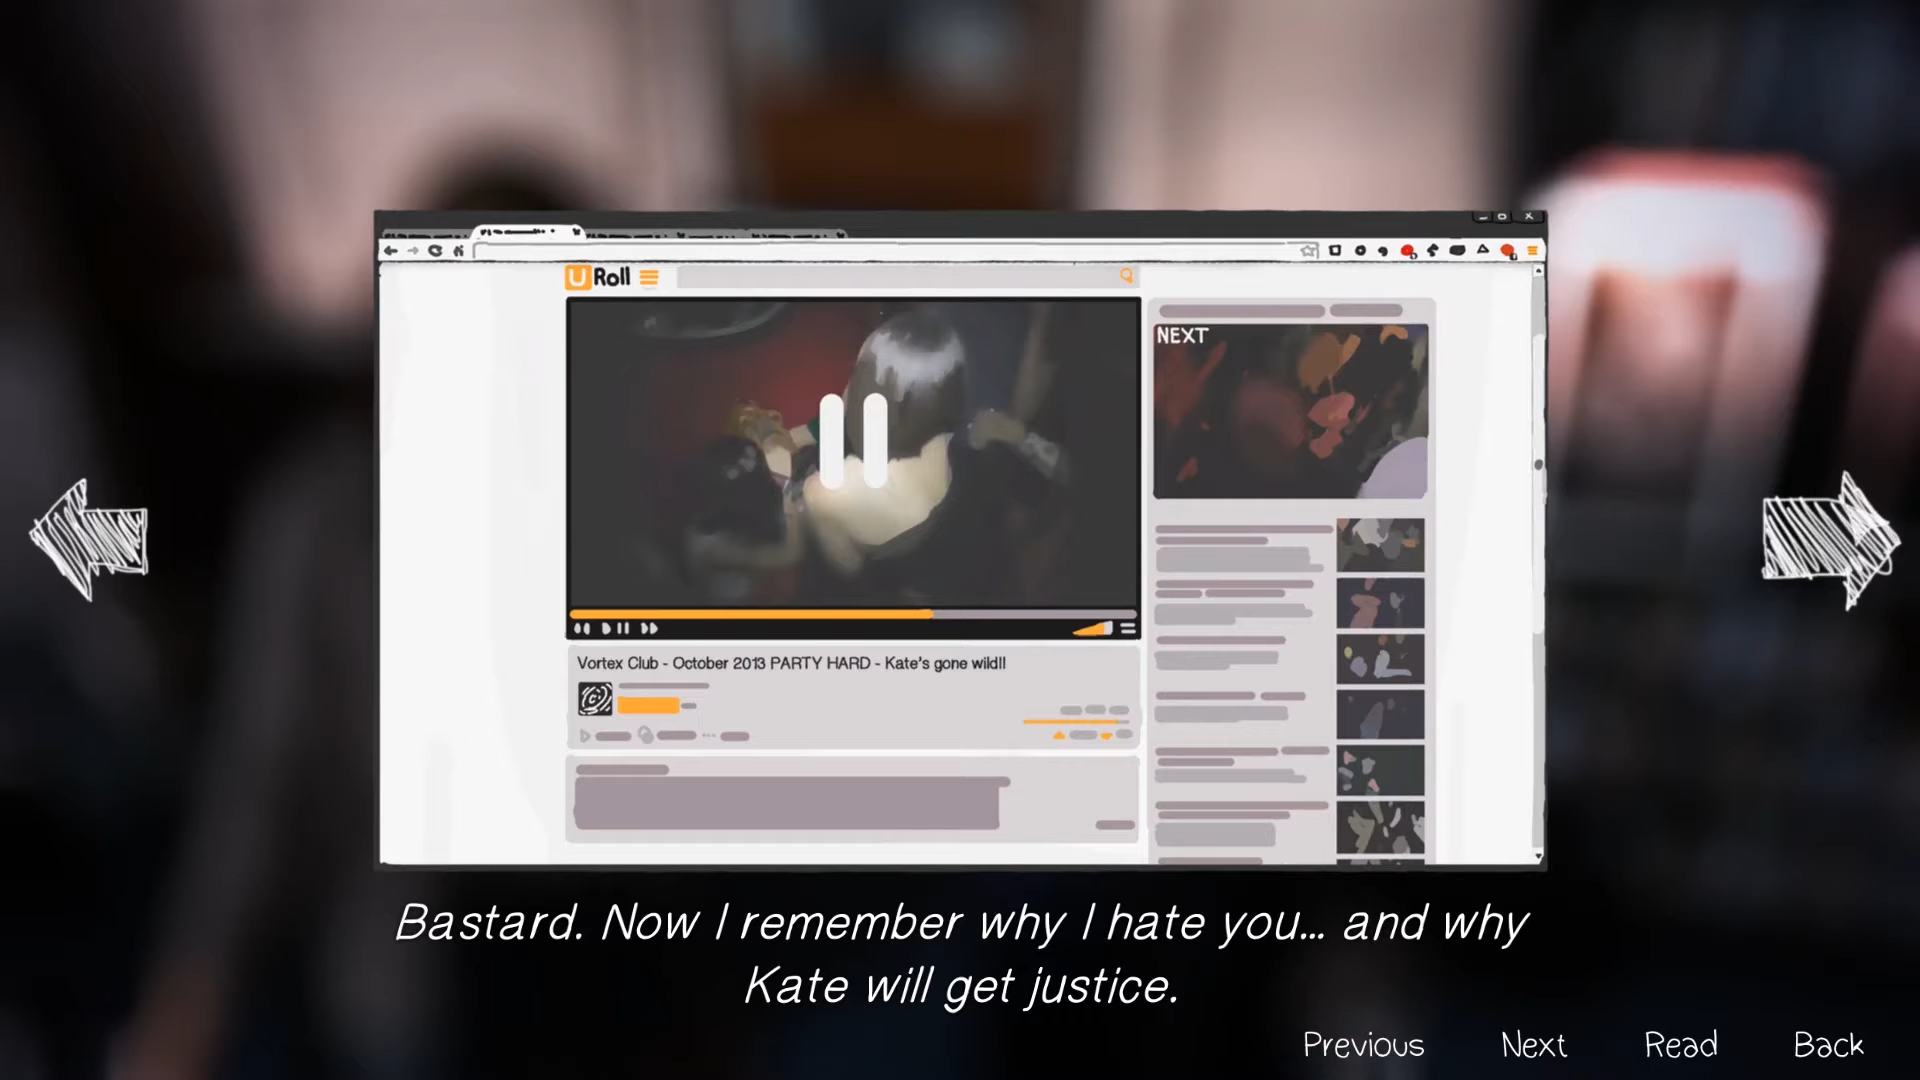 U Roll
NEXT
Vortex Club - October 2013 PARTY HARD - Kate's gone wild!!
Bastard. Now I remember why I hate you... and why
Kate will get justice.
Previous Next Read Back